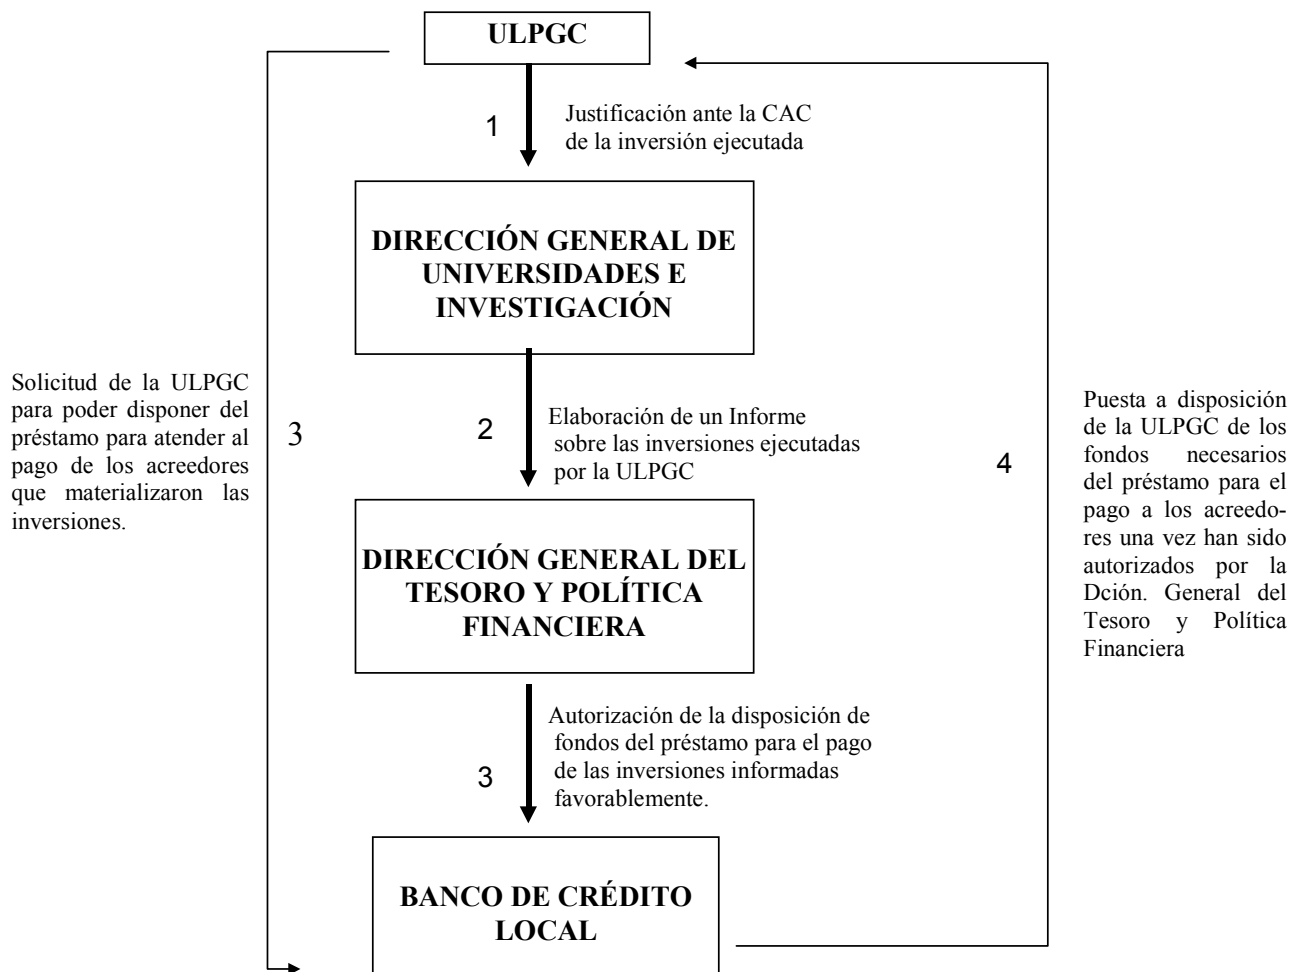 ULPGC
1
Justificación ante la CAC
de la inversión ejecutada
DIRECCIÓN GENERAL DE
UNIVERSIDADES E
INVESTIGACIÓN
Solicitud de la ULPGC
para poder disponer del
préstamo para atender al
pago de los acreedores
que materializaron las
inversiones.
3
2
Elaboración de un Informe
sobre las inversiones ejecutadas
por la ULPGC
4
Puesta a disposición
de la ULPGC de los
fondos necesarios
del préstamo para el
pago a los acreedo-
res una vez han sido
autorizados por la
Dción. General del
Tesoro y Política
Financiera
DIRECCIÓN GENERAL DEL
TESORO Y POLÍTICA
FINANCIERA
3
Autorización de la disposición de
fondos del préstamo para el pago
de las inversiones informadas
favorablemente.
BANCO DE CRÉDITO
LOCAL